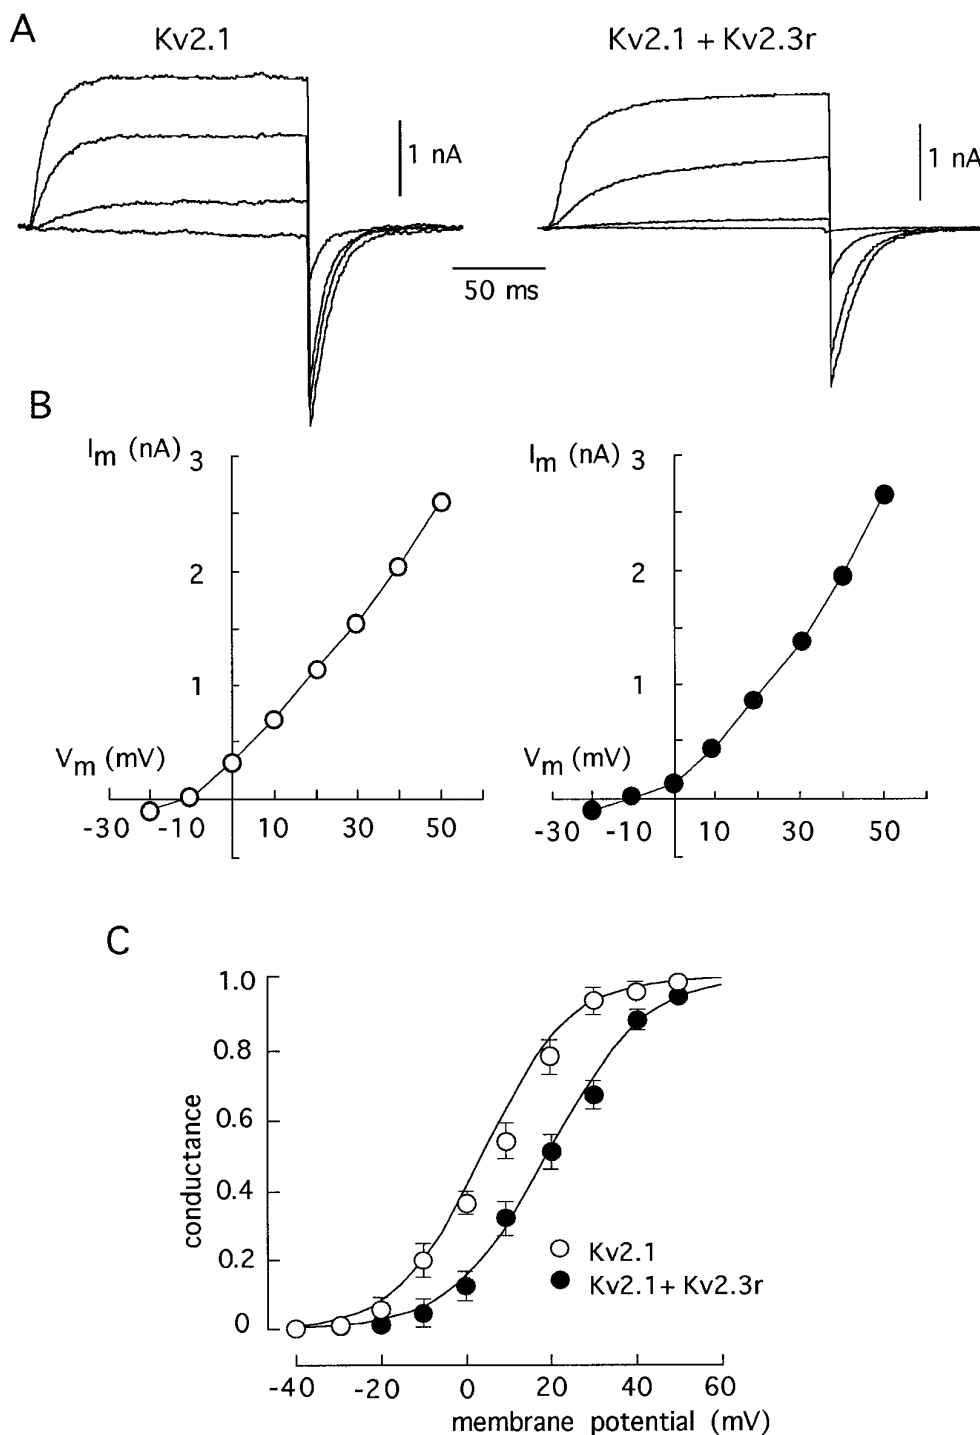 A
Kv2.1
Kv2.1 + Kv2.3r
1 nA
1 nA
50 ms
B
Im (nA)
3
2
1
Vm (mV)
-30 -10 10 30 50
Im (nA)
3
2
1
Vm (mV)
-30 -10 10 30 50
C
1.0
0.8
0.6
0.4
0.2
0
conductance
Kv2.1
Kv2.1+ Kv2.3r
-40 -20 0 20 40 60
membrane potential (mV)